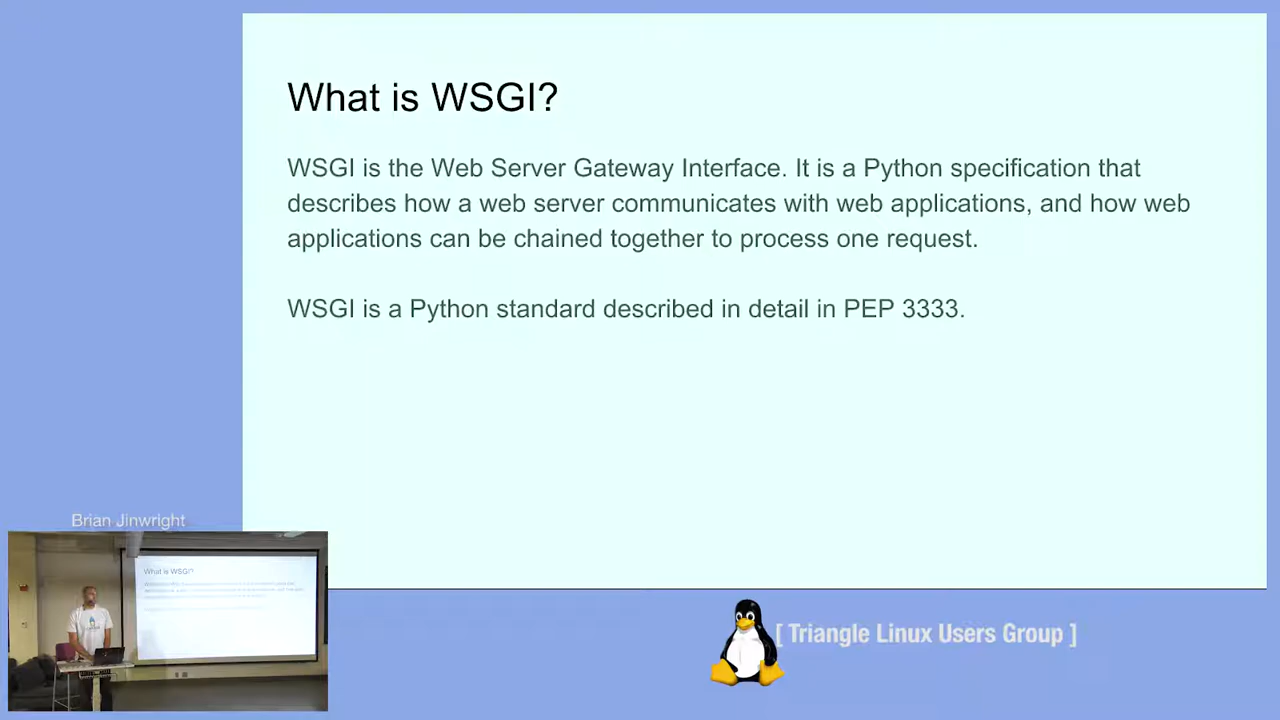 What is WSGI?
WSGI is the Web Server Gateway Interface. It is a Python specification that
describes how a web server communicates with web applications, and how web
applications can be chained together to process one request.
WSGI is a Python standard described in detail in PEP 3333.
Brian Jinwright
What is WSGI?
[ Triangle Linux Users Group ]